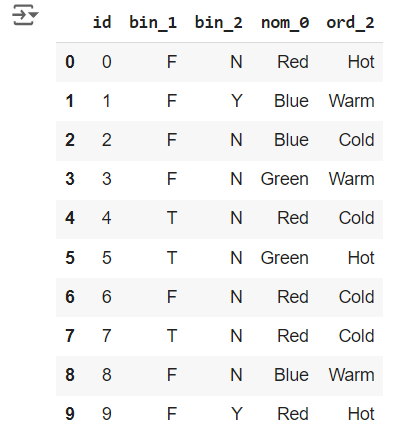 id bin_1 bin_2 nom_0 ord_2
0 0 F N Red Hot
1 1 F Y Blue Warm
2 2 F N Blue Cold
3 3 F N Green Warm
4 4 T N Red Cold
5 5 T N Green Hot
6 6 F N Red Cold
7 7 T N Red Cold
8 8 F N Blue Warm
9 9 F Y Red Hot